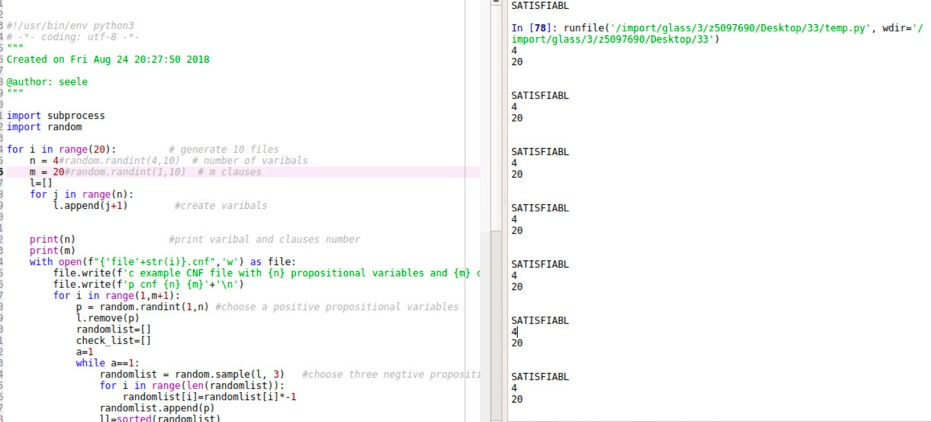 #!/usr/bin/env python3
# -*- coding: utf-8 -*-
"""
Created on Fri Aug 24 20:27:50 2018
@author: seele
"""
import subprocess
import random
for i in range(20):         # generate 10 files
    n = 4#random.randint(4,10)  # number of varibals
    m = 20#random.randint(1,10)  # m clauses
    l=[]
    for j in range(n):
        l.append(j+1)        #create varibals
    print(n)                #print varibal and clauses number
    print(m)
    with open(f"{'file'+str(i)}.cnf",'w') as file:
        file.write(f'c example CNF file with {n} propositional variables and {m} c
        file.write(f'p cnf {n} {m}'+'\n')
        for i in range(1,m+1):
            p = random.randint(1,n) #choose a positive propositional variables
            l.remove(p)
            randomlist=[]
            check_list=[]
            a=1
            while a==1:
                randomlist = random.sample(l, 3)   #choose three negtive propositi
                for i in range(len(randomlist)):
                    randomlist[i]=randomlist[i]*-1
                randomlist.append(p)
                ll=sorted(randomlist)
SATISFIABL
In [78]: runfile('/import/glass/3/z5097690/Desktop/33/temp.py', wdir='/
import/glass/3/z5097690/Desktop/33')
4
20
SATISFIABL
4
20
SATISFIABL
4
20
SATISFIABL
4
20
SATISFIABL
4
20
SATISFIABL
4
20
SATISFIABL
4
20